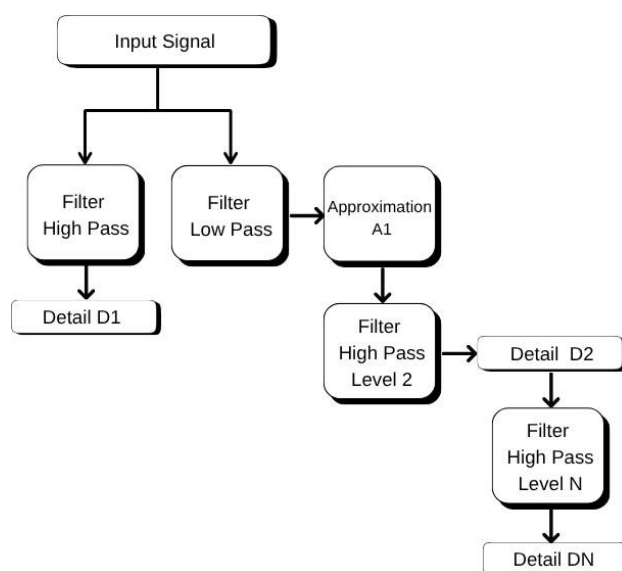 Input Signal
Filter
High Pass
Filter
Low Pass
Approximation
A1
Detail D1
Filter
High Pass
Level 2
Detail D2
Filter
High Pass
Level N
Detail DN